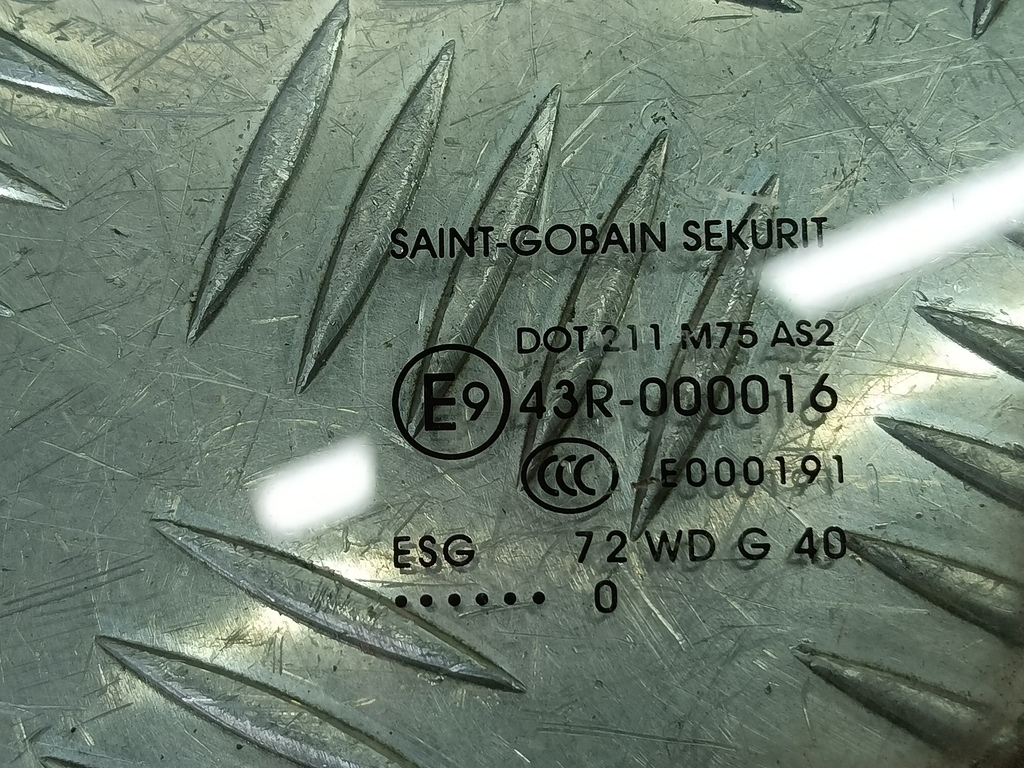 SAINT-GOBAIN SEKURIT
DOT 211 M75 AS2
E9 43R-000016
CCC E000191
ESG 72 WD G 40
...... 0